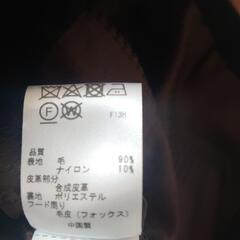 F W
F13H
品質
表地 毛 90%
ナイロン 10%
皮革部分
合成皮革
裏地 ポリエステル
フード周り
毛皮(フォックス)
中国製